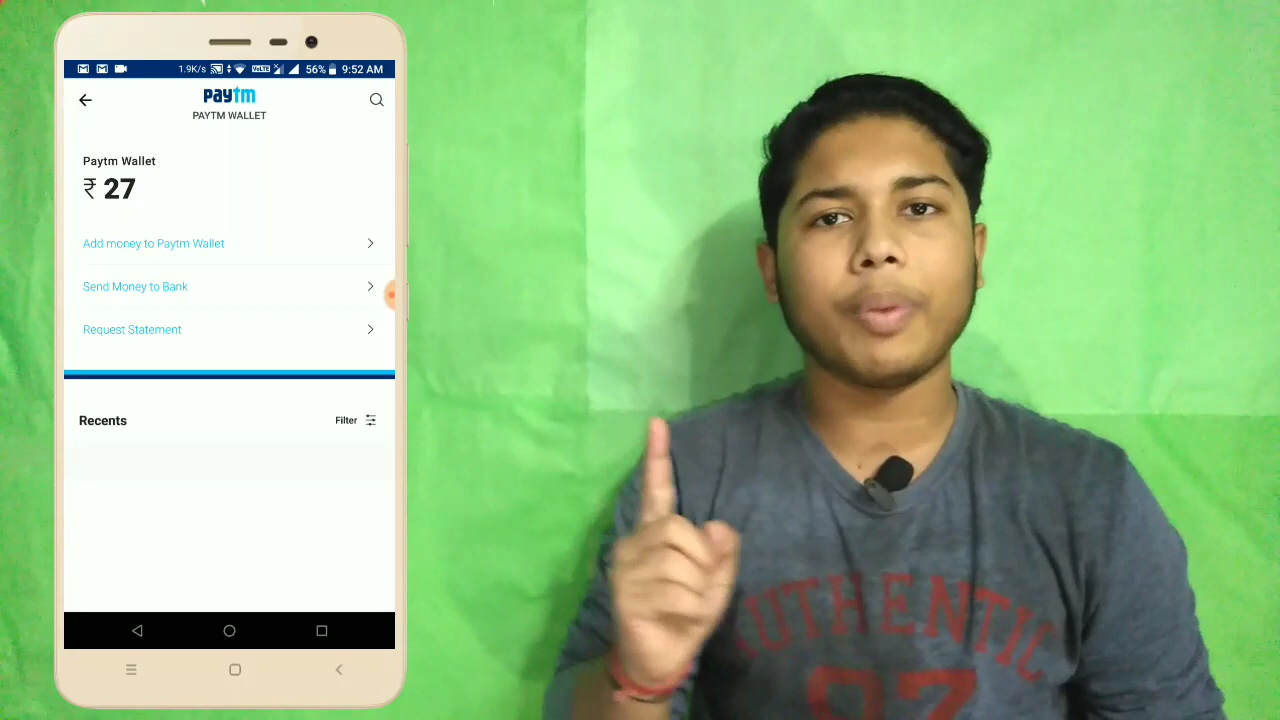 1.9K/s VoLTE 56% 9:52 AM
paytm
PAYTM WALLET
Paytm Wallet
₹ 27
Add money to Paytm Wallet
Send Money to Bank
Request Statement
Recents
Filter
AUTHENTIC